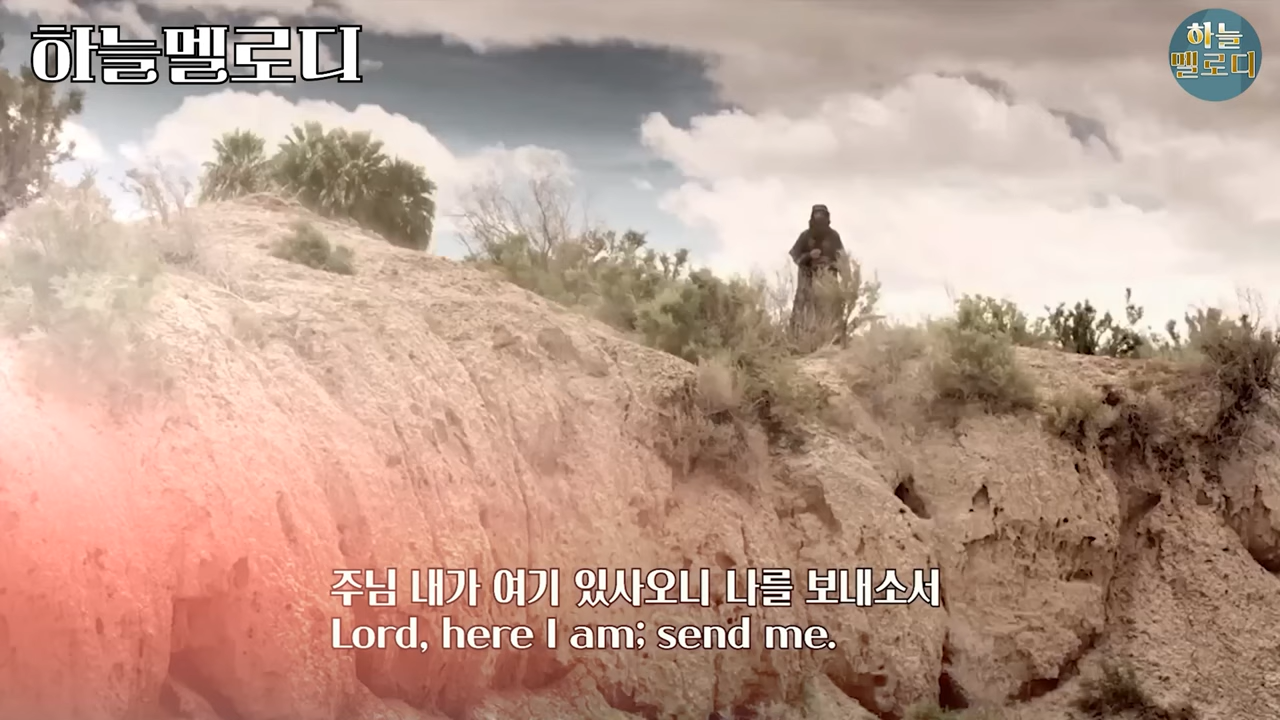 하늘멜로디
하늘
멜로디
주님 내가 여기 있사오니 나를 보내소서
Lord, here I am; send me.